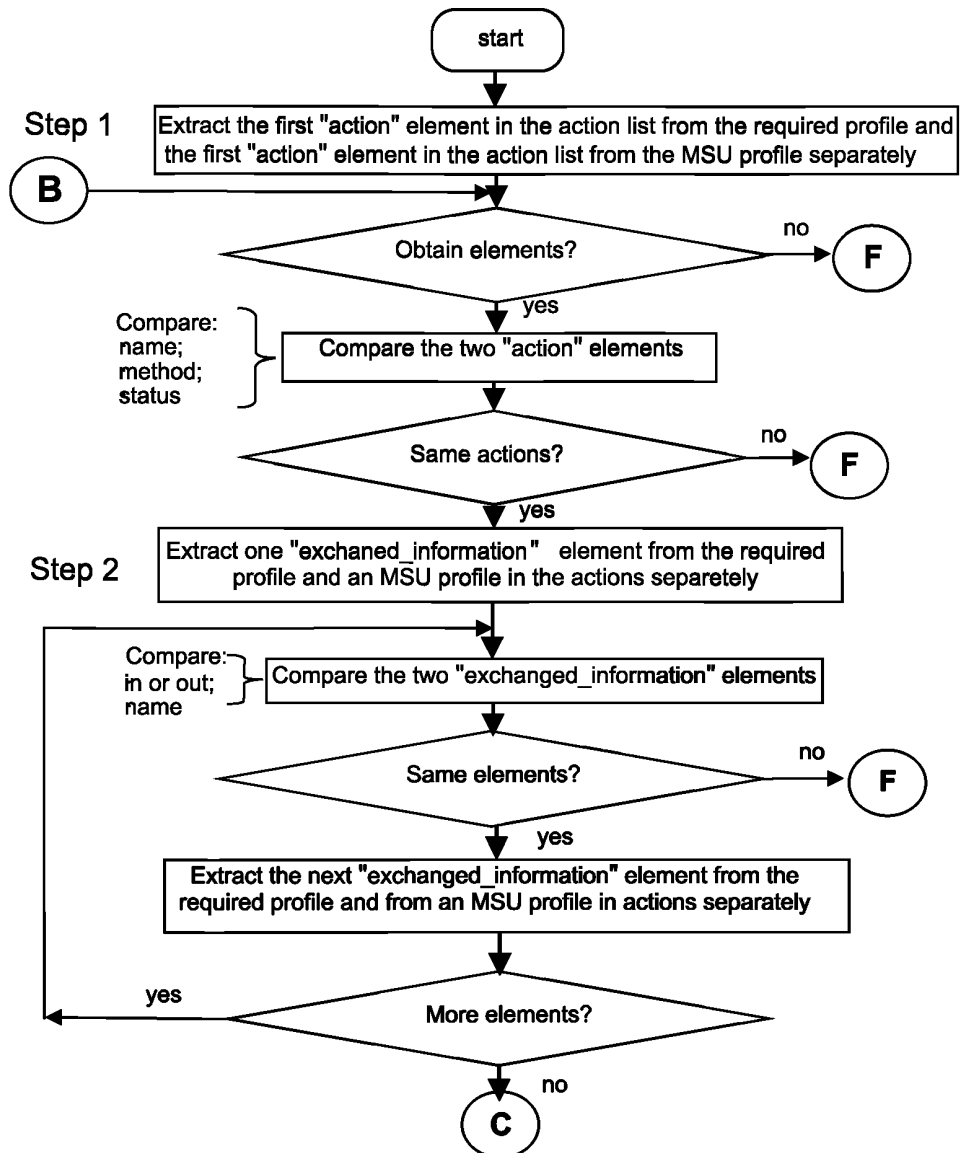 start
Step 1
Extract the first "action" element in the action list from the required profile and
the first "action" element in the action list from the MSU profile separately
B
Obtain elements?
no
F
yes
Compare:
name;
method;
status
Compare the two "action" elements
Same actions?
no
F
yes
Step 2
Extract one "exchaned_information" element from the required
profile and an MSU profile in the actions separetely
Compare:
in or out;
name
Compare the two "exchanged_information" elements
Same elements?
no
F
yes
Extract the next "exchanged_information" element from the
required profile and from an MSU profile in actions separately
More elements?
yes
no
C